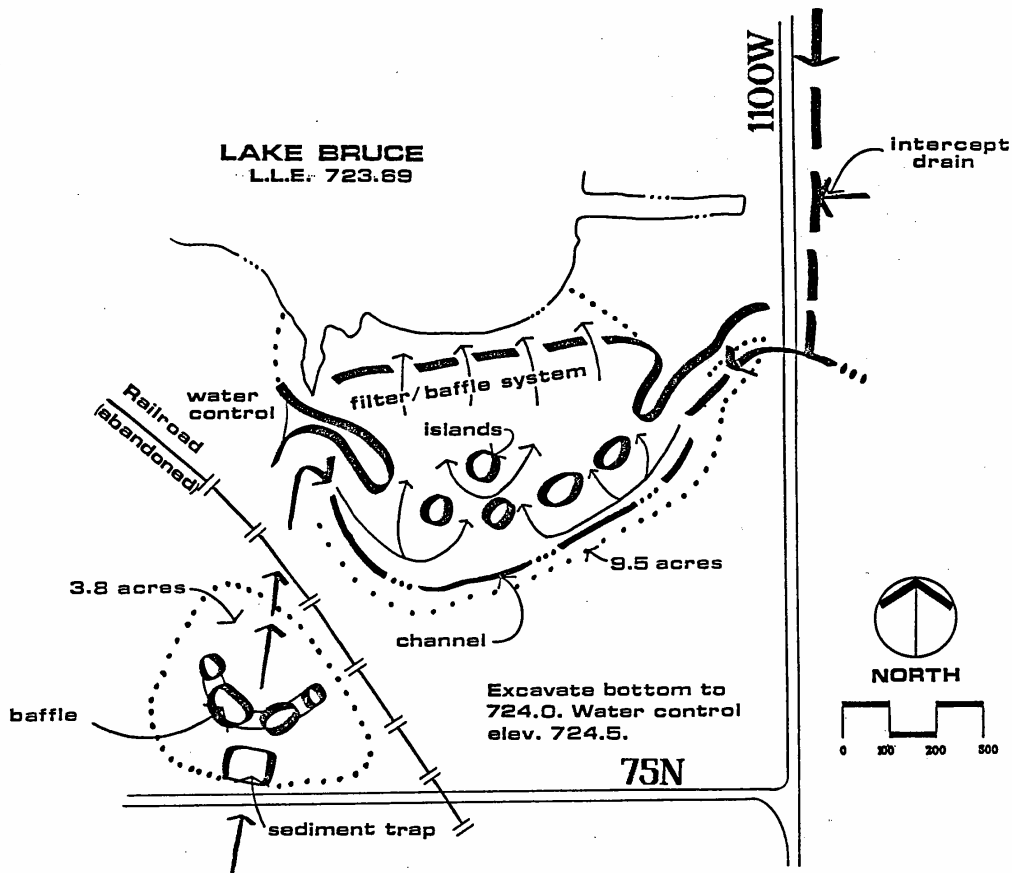 1100W
LAKE BRUCE
L.L.E. 723.69
intercept
drain
filter/baffle system
water
control
Railroad
(abandoned)
islands
3.8 acres
9.5 acres
channel
NORTH
baffle
Excavate bottom to
724.0. Water control
elev. 724.5.
0 100 200 300
75N
sediment trap